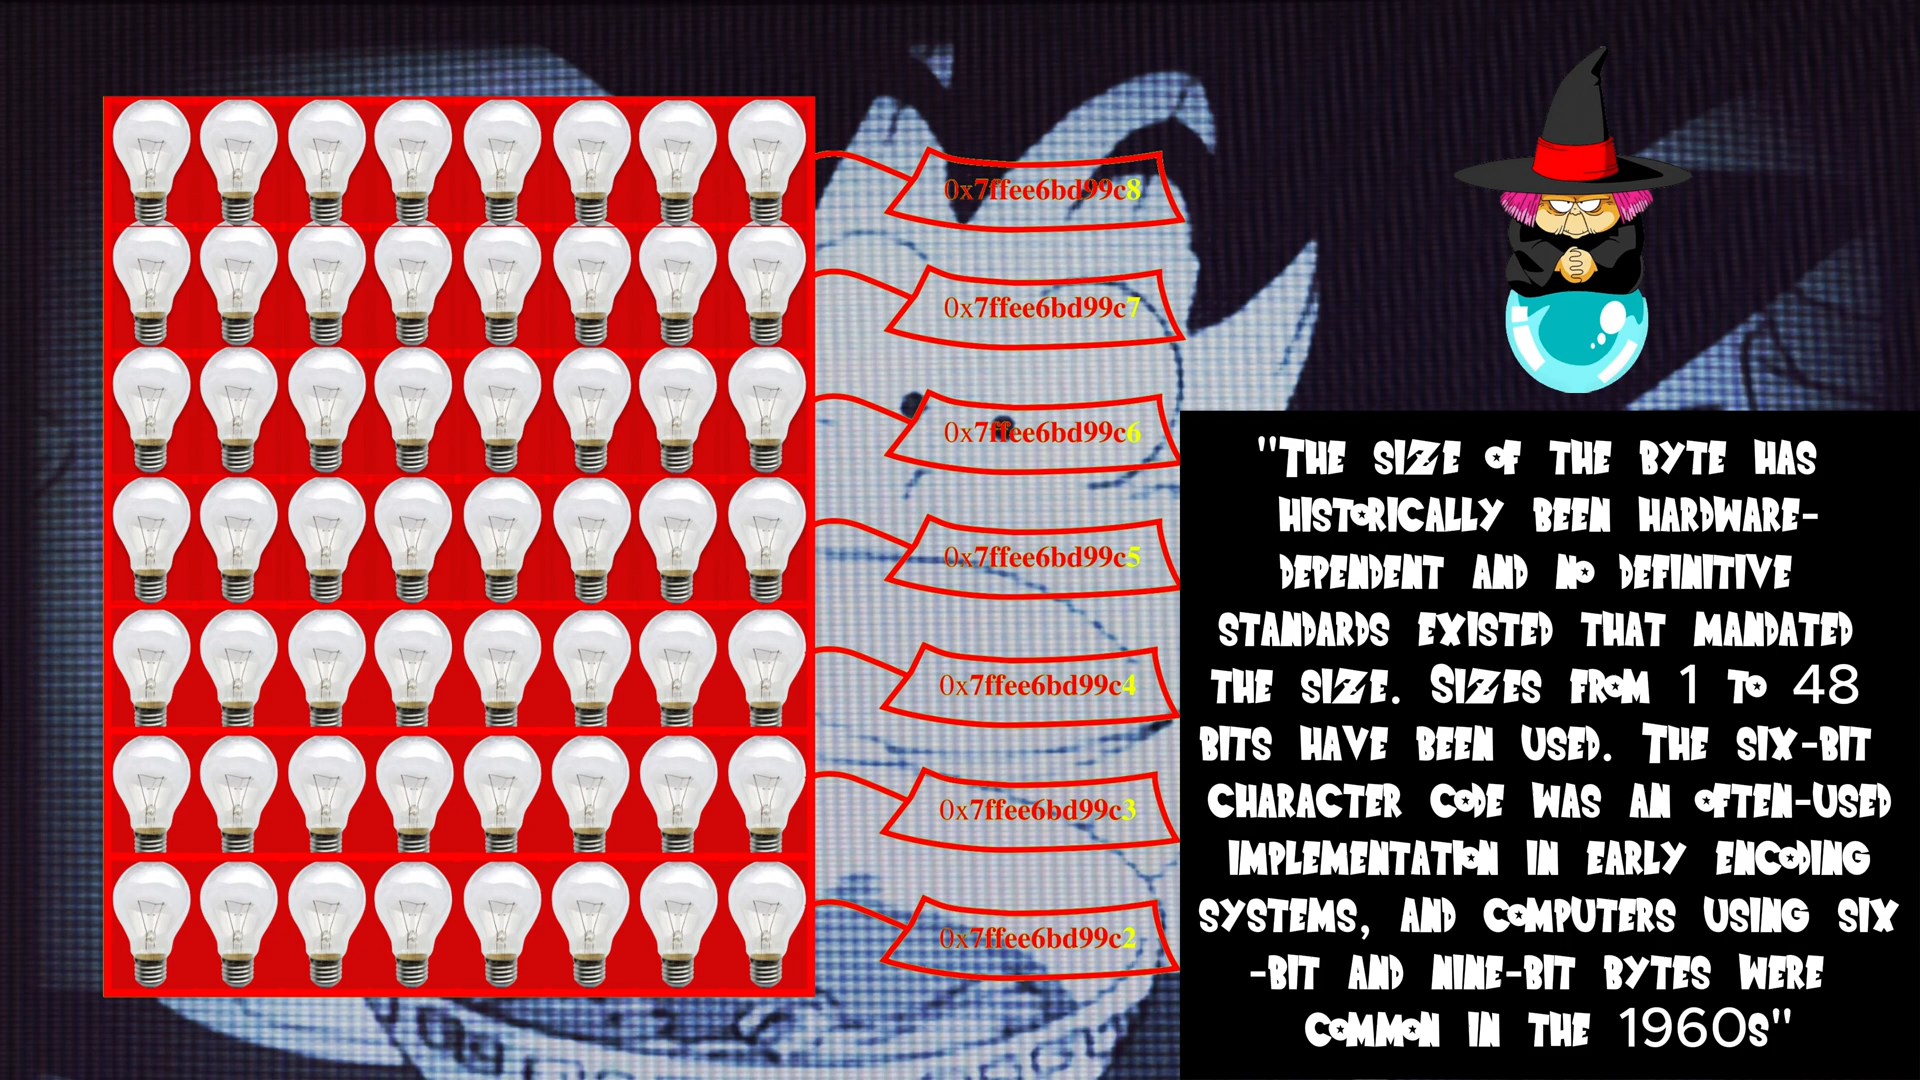 0x7ffee6bd99c8
0x7ffee6bd99c7
0x7ffee6bd99c6
0x7ffee6bd99c5
0x7ffee6bd99c4
0x7ffee6bd99c3
0x7ffee6bd99c2
"The size of the byte has
historically been hardware-
dependent and no definitive
standards existed that mandated
the size. Sizes from 1 to 48
bits have been used. The six-bit
character code was an often-used
implementation in early encoding
systems, and computers using six
-bit and nine-bit bytes were
common in the 1960s"